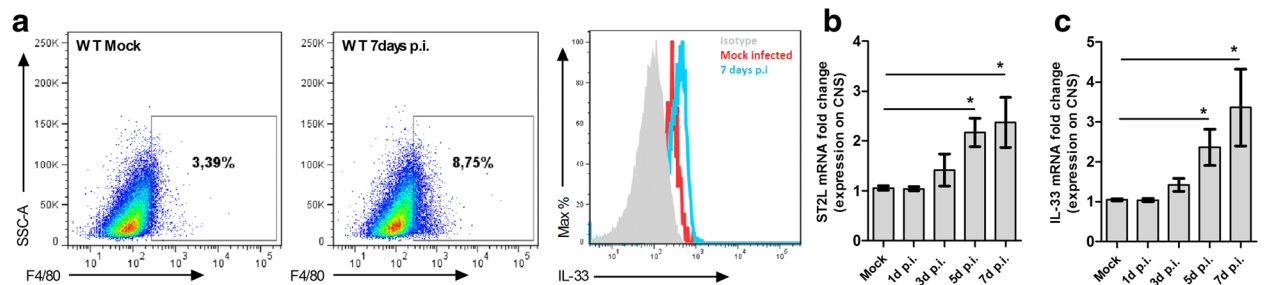 a
WT Mock
250K
200K
150K
100K
50K
0
3,39%
SSC-A
10^1 10^2 10^3 10^4 10^5
F4/80
WT 7days p.i.
250K
200K
150K
100K
50K
0
8,75%
10^1 10^2 10^3 10^4 10^5
F4/80
Isotype
Mock infected
7 days p.i
100
80
60
40
20
0
Max %
10^1 10^2 10^3 10^4 10^5
IL-33
b
ST2L mRNA fold change
(expression on CNS)
4
3
2
1
0
*
*
Mock
1d p.i.
3d p.i.
5d p.i.
7d p.i.
c
IL-33 mRNA fold change
(expression on CNS)
5
4
3
2
1
0
*
*
Mock
1d p.i.
3d p.i.
5d p.i.
7d p.i.